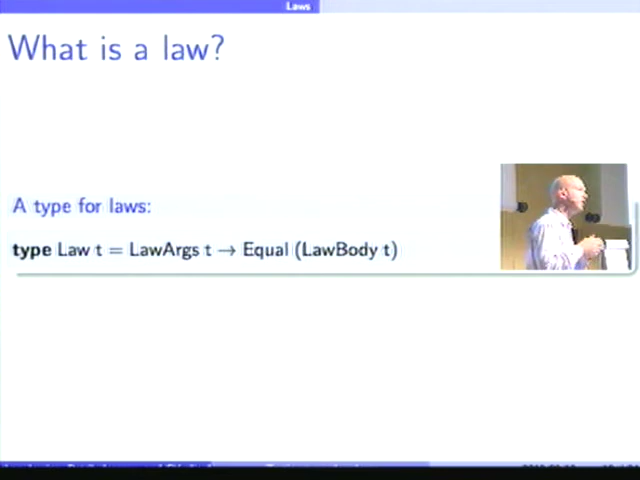 Laws
What is a law?
A type for laws:
type Law t = LawArgs t → Equal (LawBody t)